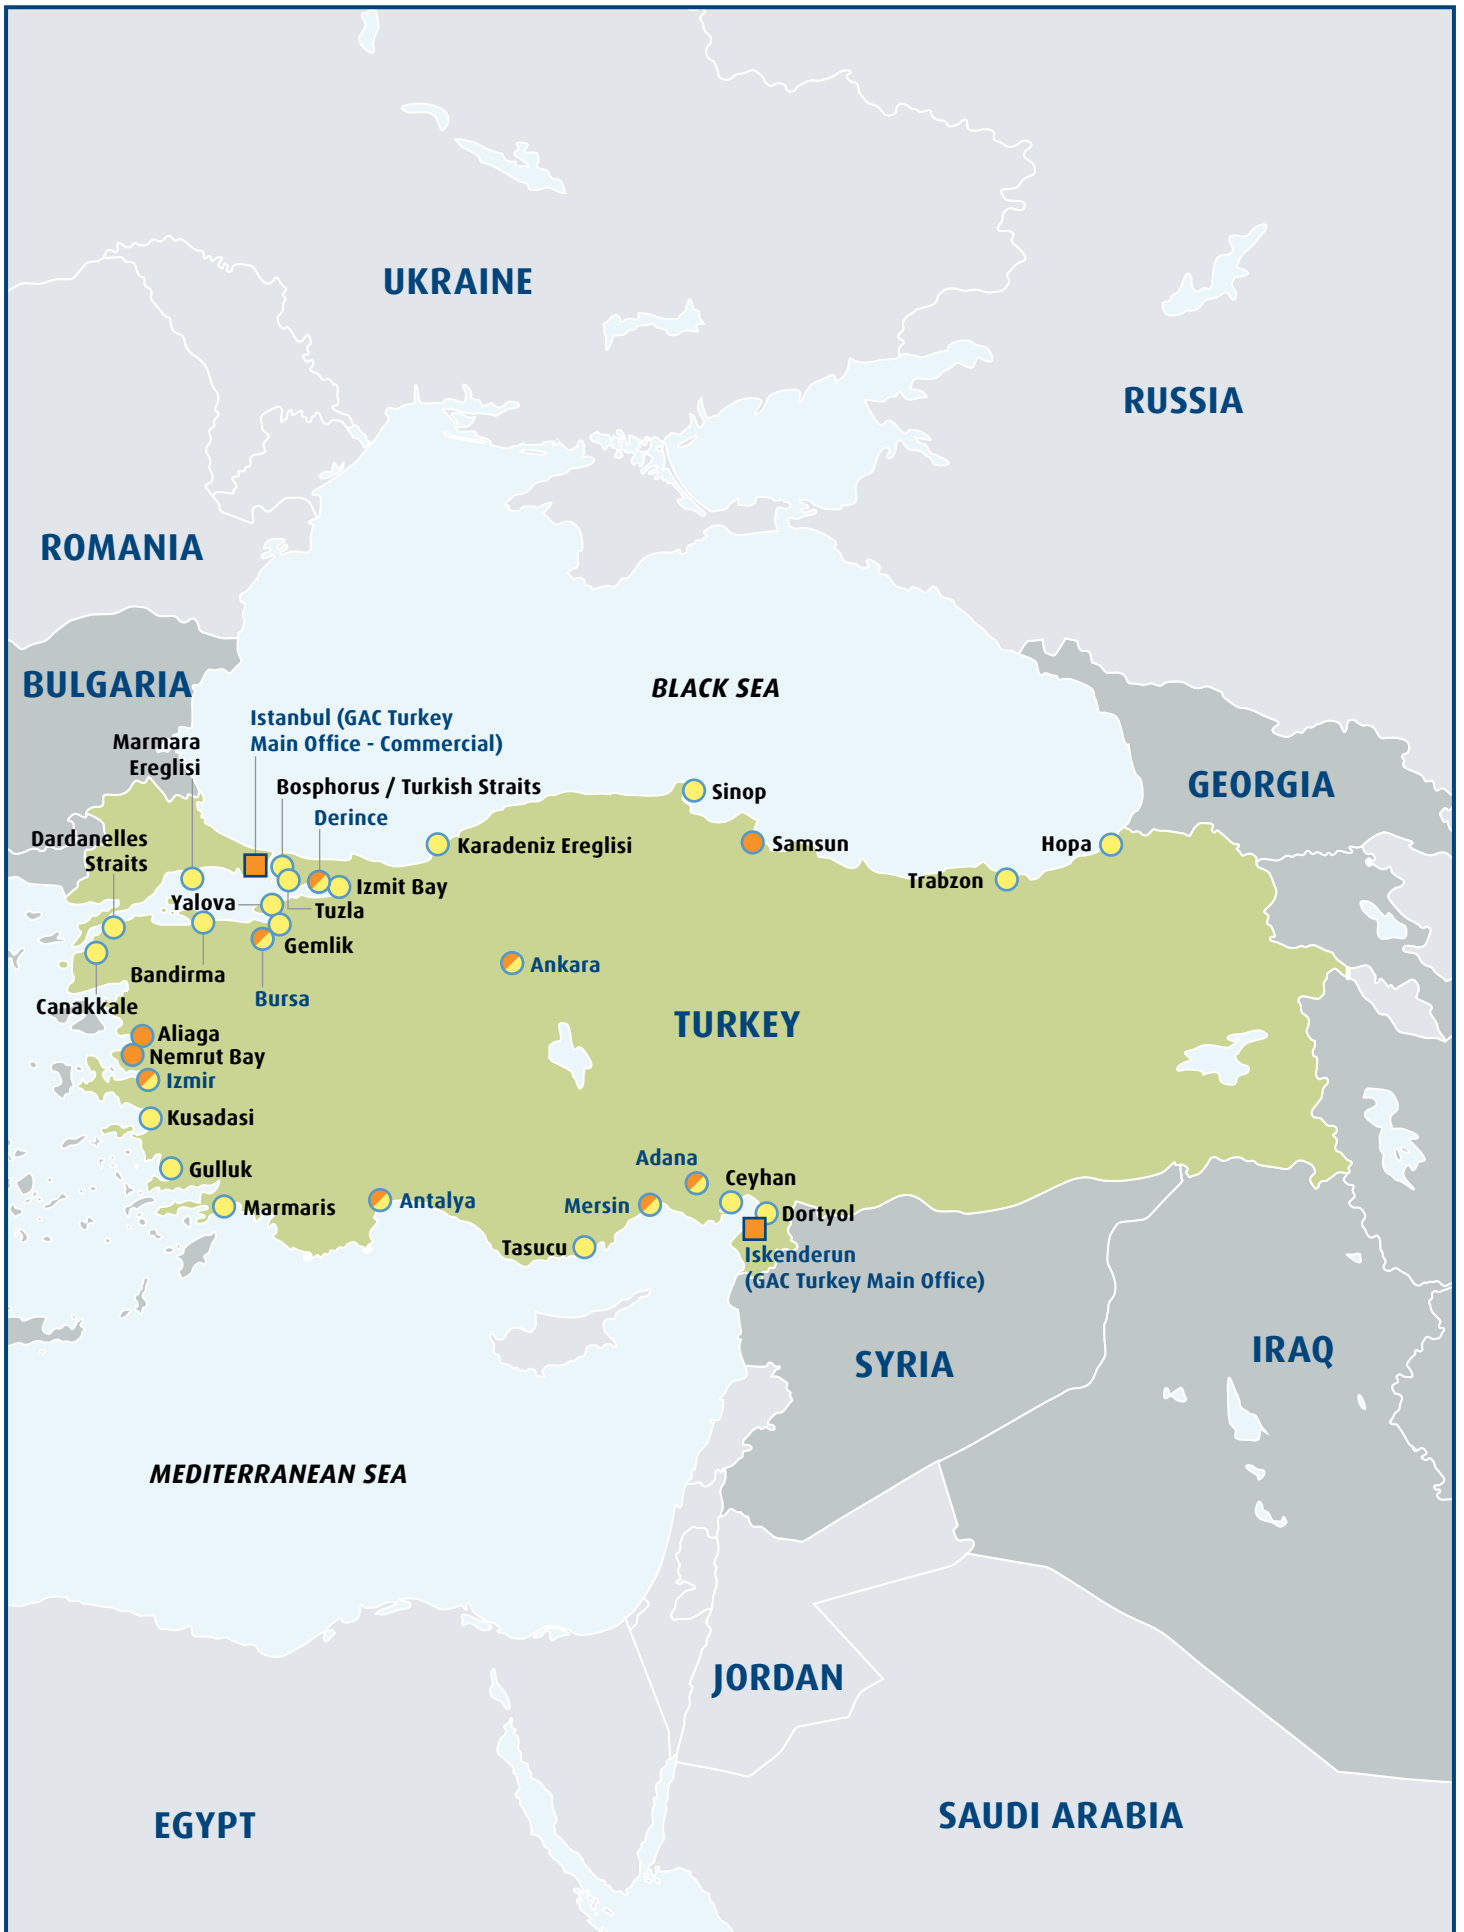 UKRAINE
RUSSIA
ROMANIA
BULGARIA
BLACK SEA
Istanbul (GAC Turkey
Main Office - Commercial)
Marmara
Ereglisi
Bosphorus / Turkish Straits
Derince
Sinop
GEORGIA
Dardanelles
Straits
Karadeniz Ereglisi
Samsun
Hopa
Trabzon
Izmit Bay
Yalova
Tuzla
Gemlik
Bandirma
Bursa
Ankara
Canakkale
TURKEY
Aliaga
Nemrut Bay
Izmir
Kusadasi
Gulluk
Marmaris
Antalya
Adana
Mersin
Ceyhan
Dortyol
Tasucu
Iskenderun
(GAC Turkey Main Office)
SYRIA
IRAQ
MEDITERRANEAN SEA
JORDAN
EGYPT
SAUDI ARABIA